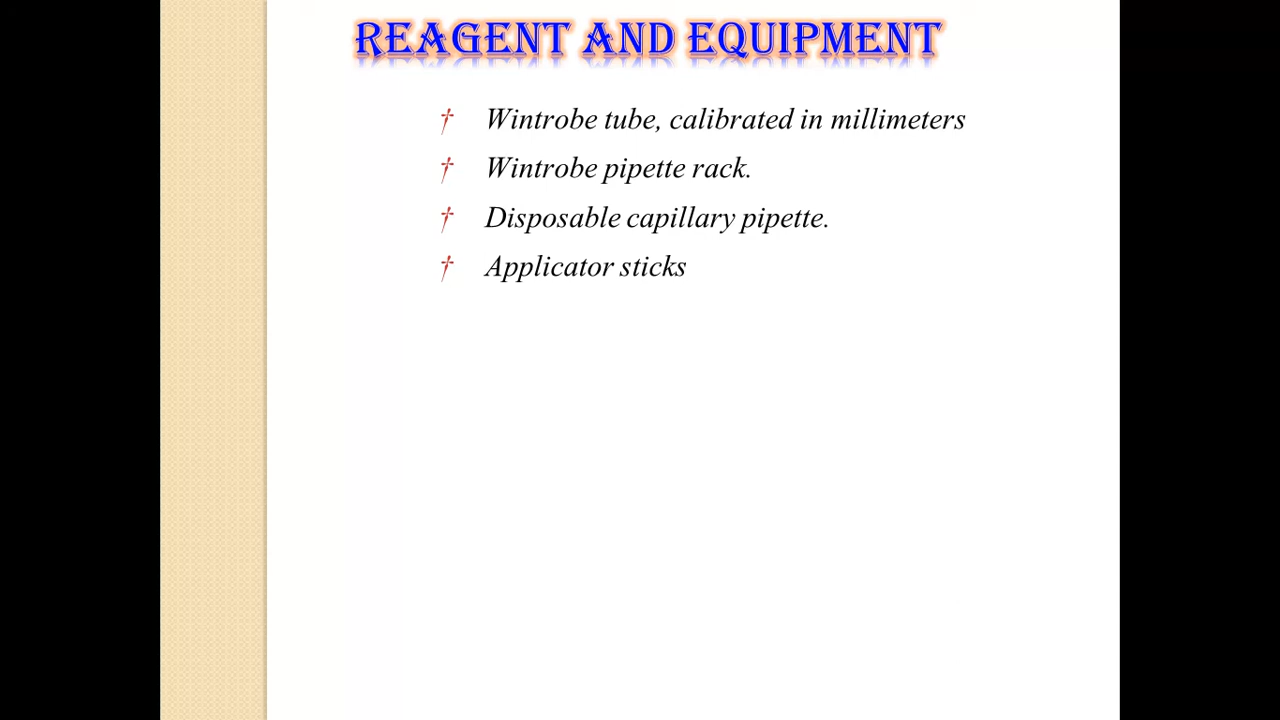 REAGENT AND EQUIPMENT
† Wintrobe tube, calibrated in millimeters
† Wintrobe pipette rack.
† Disposable capillary pipette.
† Applicator sticks